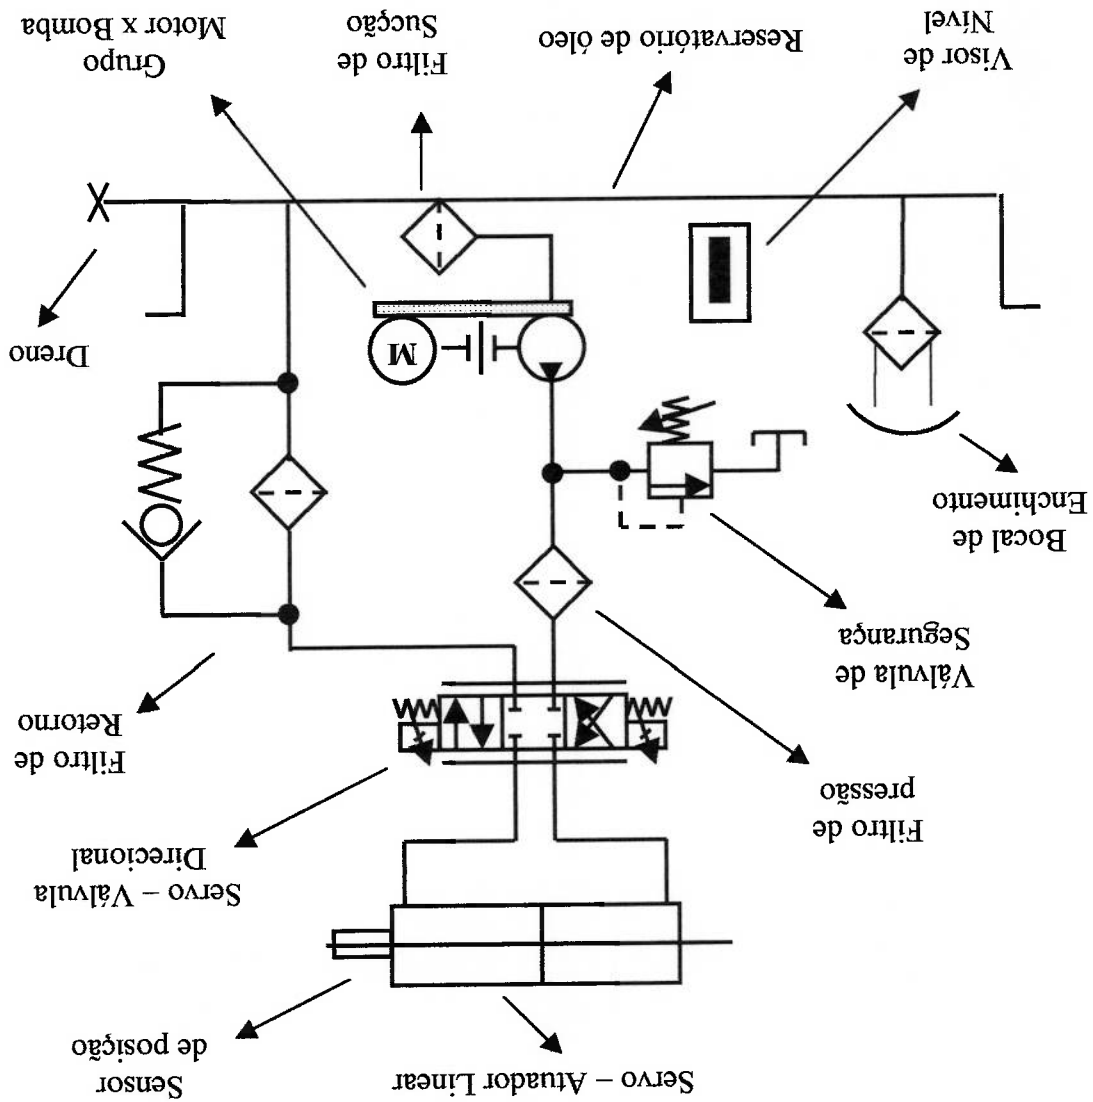 Servo – Atuador Linear
Sensor
de posição
Filtro de
pressão
Servo – Válvula
Direcional
Válvula de
Segurança
Filtro de
Retorno
Bocal de
Enchimento
M
Dreno
Visor de
Nível
Reservatório de óleo
Filtro de
Sucção
Grupo
Motor x Bomba